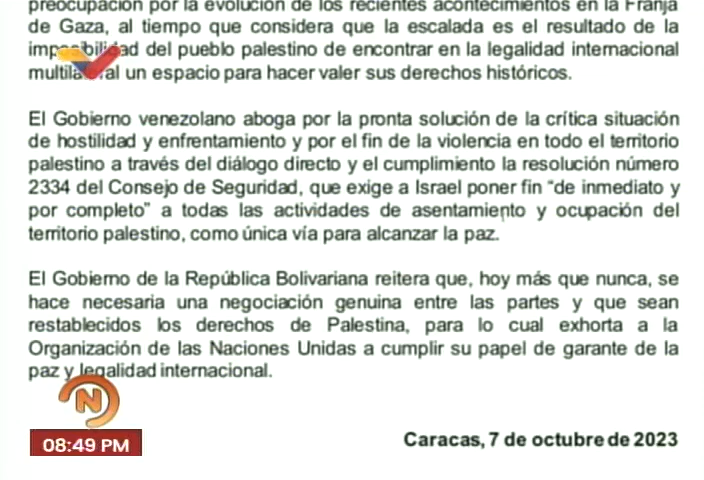 preocupación por la evolución de los recientes acontecimientos en la Franja
de Gaza, al tiempo que considera que la escalada es el resultado de la
imposibilidad del pueblo palestino de encontrar en la legalidad internacional
multilateral un espacio para hacer valer sus derechos históricos.
El Gobierno venezolano aboga por la pronta solución de la crítica situación
de hostilidad y enfrentamiento y por el fin de la violencia en todo el territorio
palestino a través del diálogo directo y el cumplimiento la resolución número
2334 del Consejo de Seguridad, que exige a Israel poner fin “de inmediato y
por completo” a todas las actividades de asentamiento y ocupación del
territorio palestino, como única vía para alcanzar la paz.
El Gobierno de la República Bolivariana reitera que, hoy más que nunca, se
hace necesaria una negociación genuina entre las partes y que sean
restablecidos los derechos de Palestina, para lo cual exhorta a la
Organización de las Naciones Unidas a cumplir su papel de garante de la
paz y legalidad internacional.
N
08:49 PM
Caracas, 7 de octubre de 2023